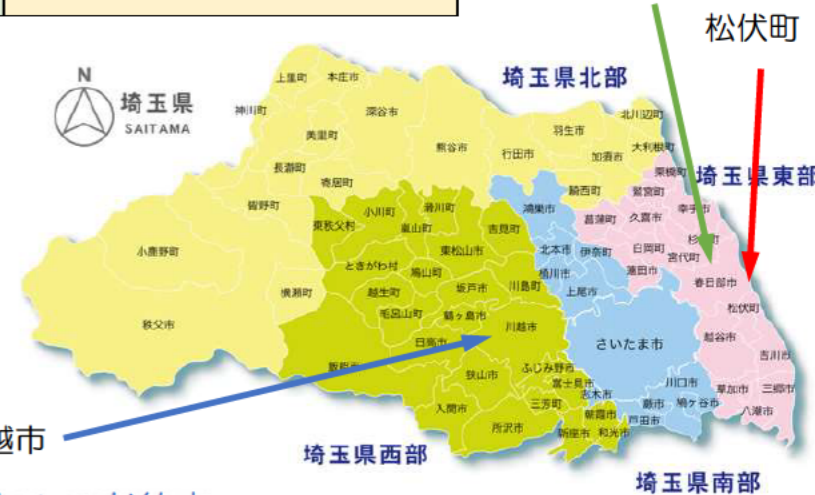 松伏町
N
埼玉県
SAITAMA
埼玉県北部
上里町
本庄市
神川町
深谷市
美里町
熊谷市
長瀞町
寄居町
皆野町
小鹿野町
秩父市
横瀬町
行田市
羽生市
加須市
北川辺町
大利根町
騎西町
栗橋町
埼玉県東部
鷲宮町
幸手市
菖蒲町
久喜市
白岡町
宮代町
蓮田市
春日部市
松伏町
越谷市
吉川市
草加市
三郷市
八潮市
鴻巣市
北本市
伊奈町
桶川市
上尾市
さいたま市
川口市
蕨市
鳩ヶ谷市
戸田市
東秩父村
小川町
滑川町
嵐山町
吉見町
東松山市
ときがわ村
鳩山町
越生町
坂戸市
川島町
毛呂山町
鶴ヶ島市
川越市
日高市
狭山市
ふじみ野市
富士見市
志木市
入間市
三芳町
朝霞市
所沢市
新座市
和光市
越市
埼玉県西部
埼玉県南部